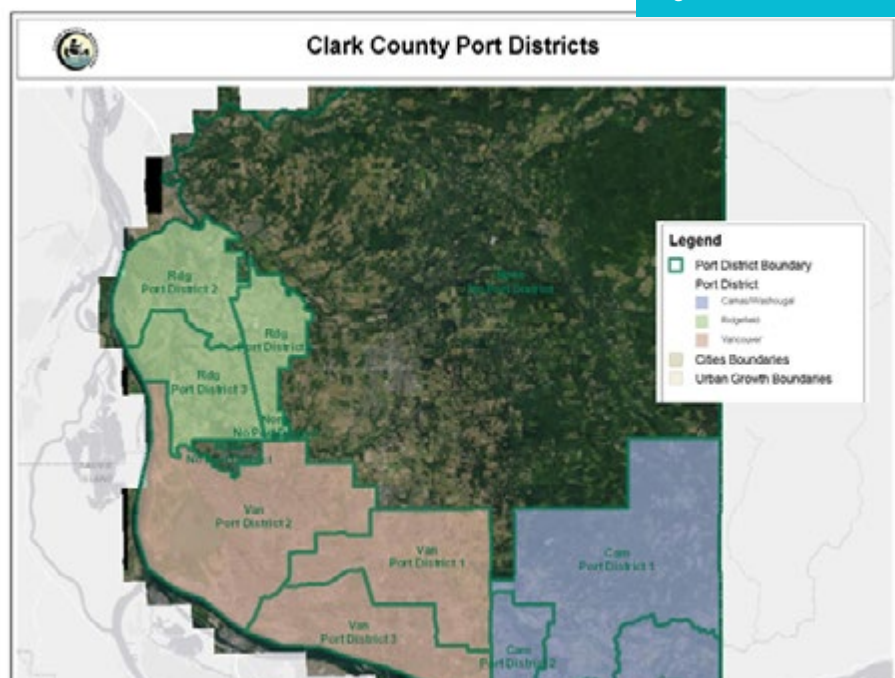 Clark County Port Districts
Legend
Port District Boundary
Port District
Camas/Washougal
Ridgefield
Vancouver
Cities Boundaries
Urban Growth Boundaries
Rdg
Port District 2
No Port District
Rdg
Port District
Rdg
Port District 3
No Port
Van
Port District 2
Van
Port District 1
Cam
Port District 1
Van
Port District 3
Cam
Port District 2